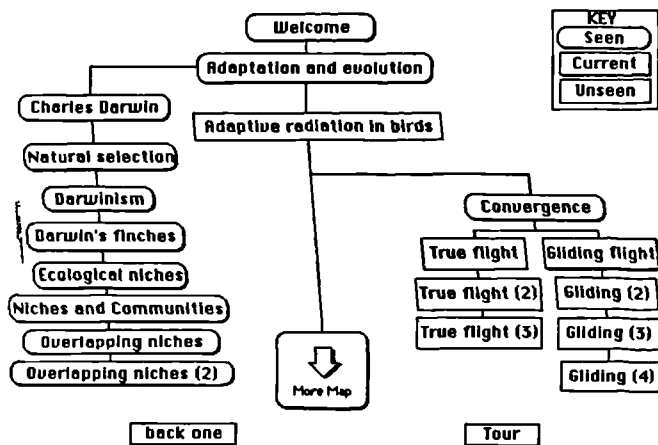 Welcome
KEY
Seen
Current
Unseen
Adaptation and evolution
Charles Darwin
Adaptive radiation in birds
Natural selection
Darwinism
Darwin's finches
Ecological niches
Niches and Communities
Overlapping niches
Overlapping niches (2)
Convergence
True flight
Gliding flight
True flight (2)
Gliding (2)
True flight (3)
Gliding (3)
Gliding (4)
More Map
back one
Tour